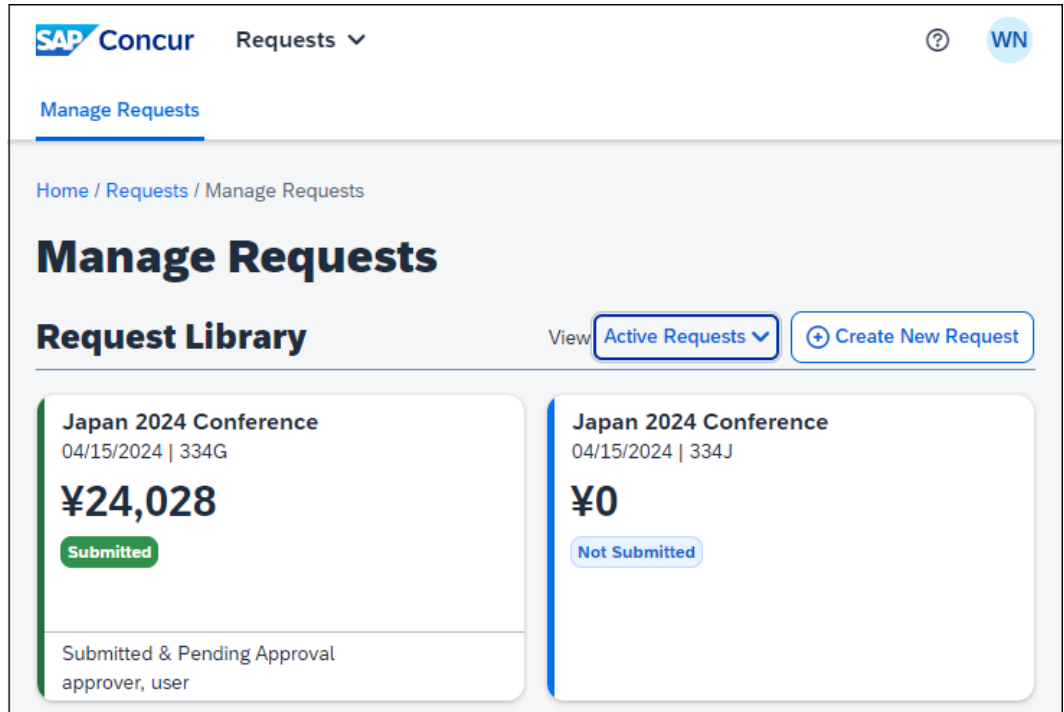 SAP Concur Requests WN
Manage Requests
Home / Requests / Manage Requests
Manage Requests
Request Library View Active Requests Create New Request
Japan 2024 Conference
04/15/2024 | 334G
¥24,028
Submitted
Submitted & Pending Approval
approver, user
Japan 2024 Conference
04/15/2024 | 334J
¥0
Not Submitted